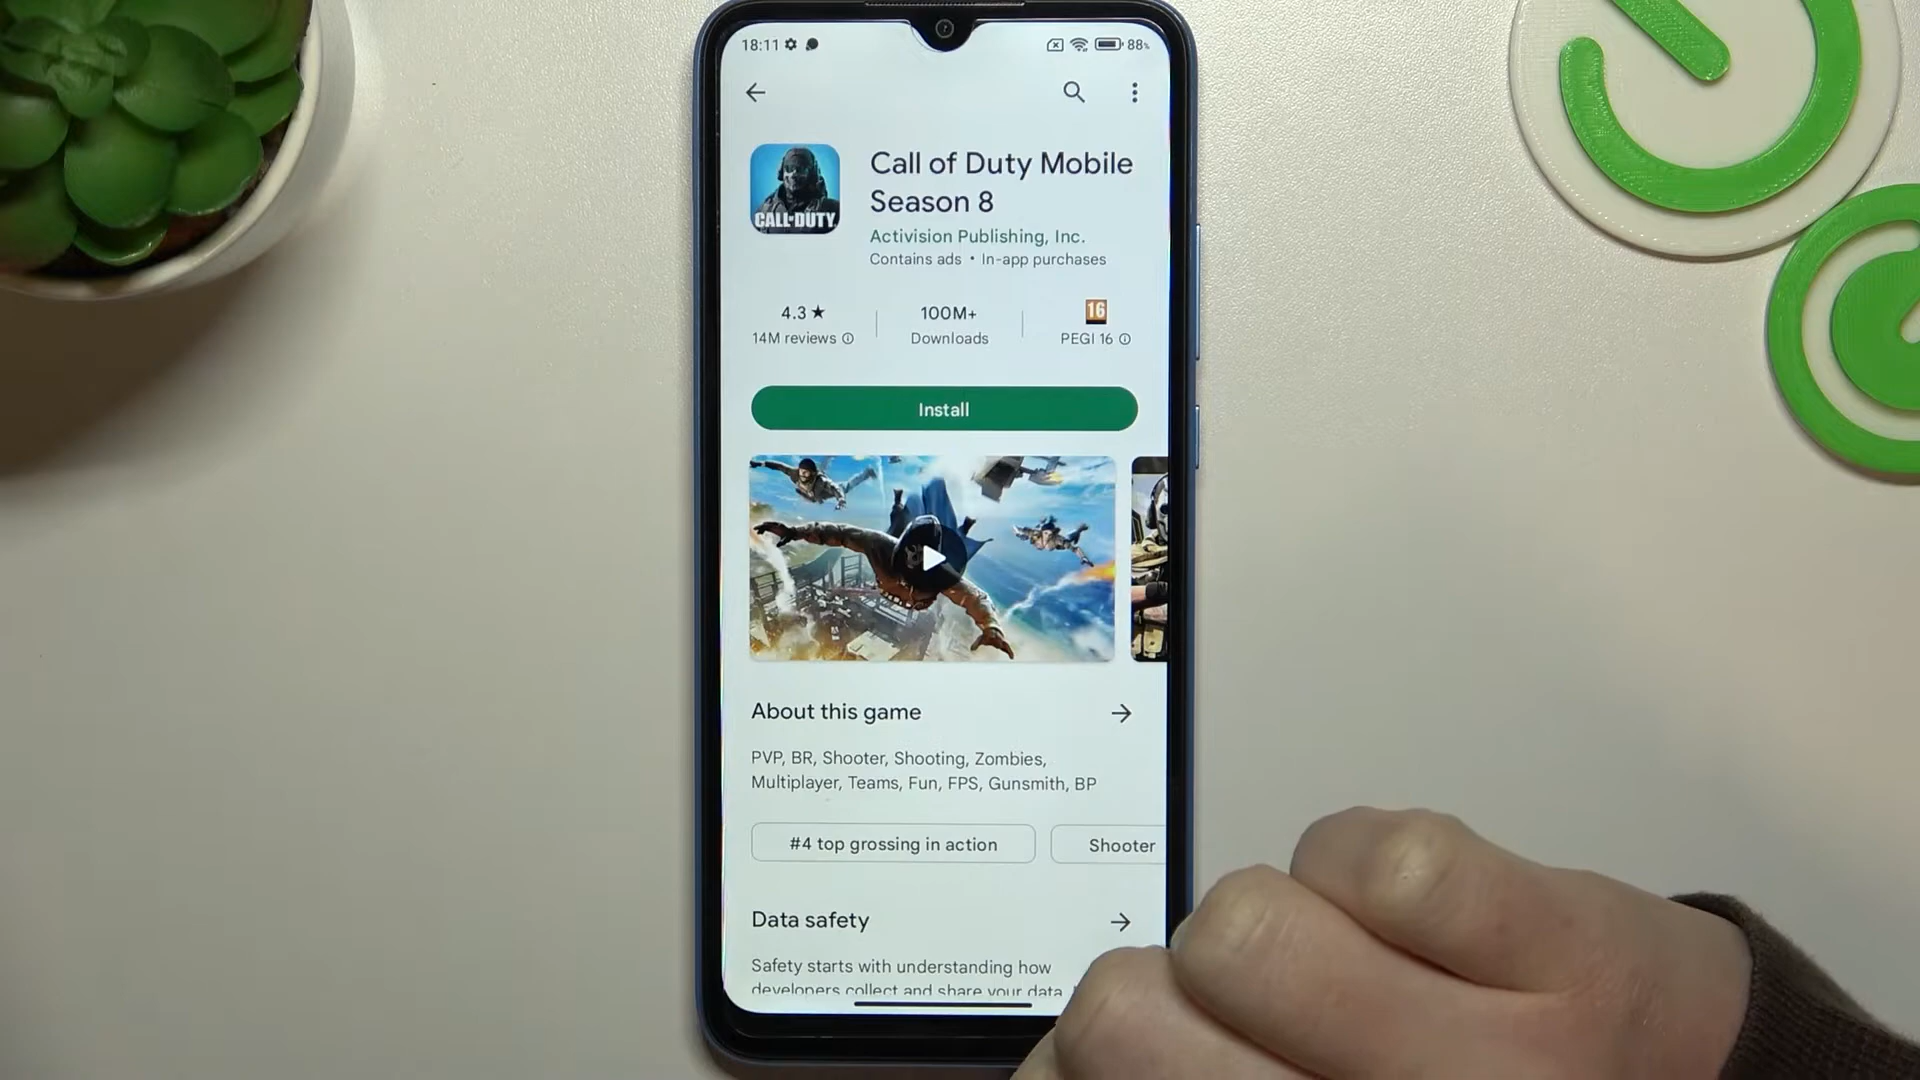 18:11 88%
Call of Duty Mobile
Season 8
Activision Publishing, Inc.
Contains ads • In-app purchases
4.3★ 100M+ 16
14M reviews Downloads PEGI 16
Install
CALL OF DUTY
About this game
PVP, BR, Shooter, Shooting, Zombies,
Multiplayer, Teams, Fun, FPS, Gunsmith, BP
#4 top grossing in action Shooter
Data safety
Safety starts with understanding how
developers collect and share your data.